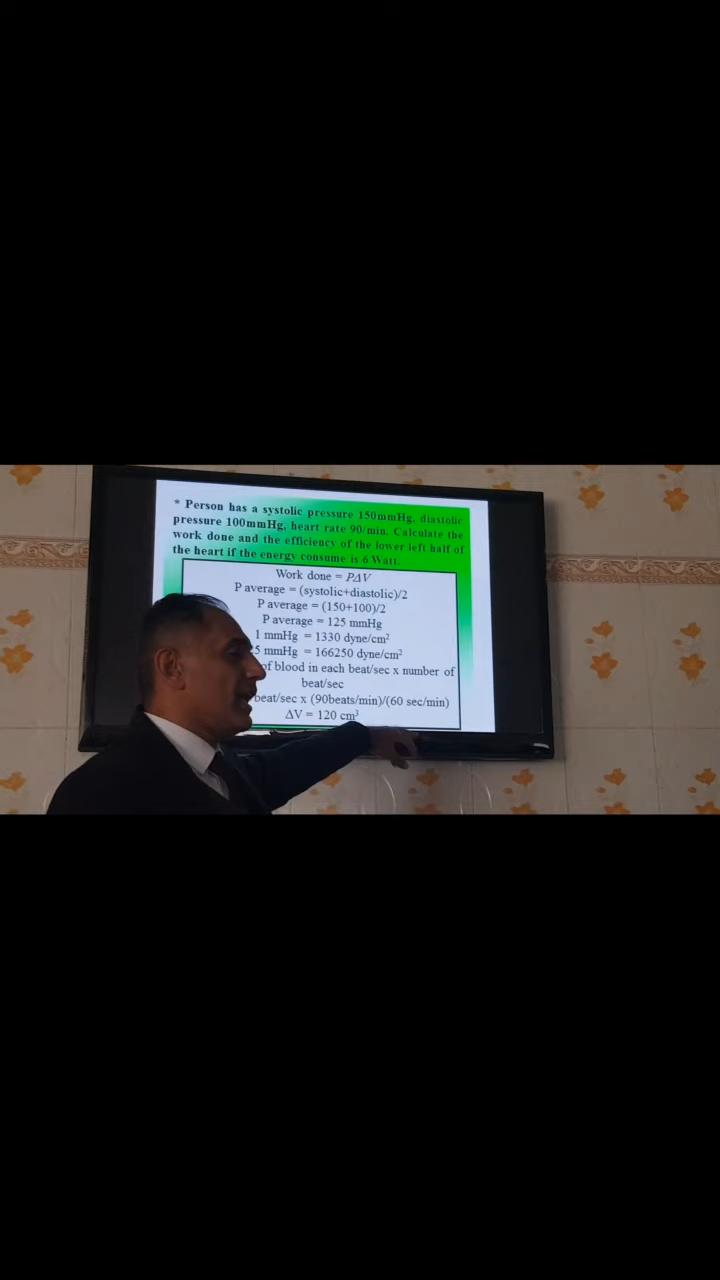 * Person has a systolic pressure 150mmHg, diastolic
pressure 100mmHg, heart rate 90/min. Calculate the
work done and the efficiency of the lower left half of
the heart if the energy consume is 6 Watt.
Work done = PΔV
P average = (systolic+diastolic)/2
P average = (150+100)/2
P average = 125 mmHg
1 mmHg = 1330 dyne/cm²
5 mmHg = 166250 dyne/cm²
of blood in each beat/sec x number of
beat/sec
beat/sec x (90beats/min)/(60 sec/min)
ΔV = 120 cm³